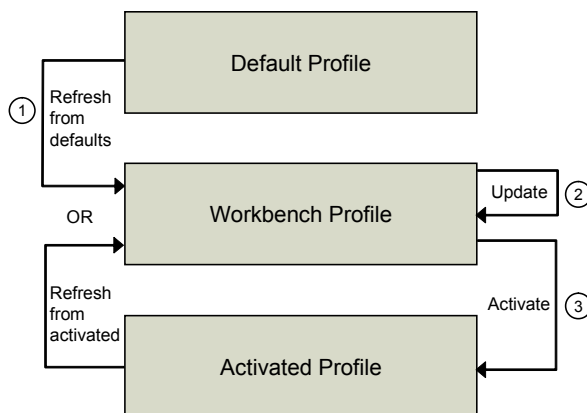 Default Profile
1
Refresh
from
defaults
Workbench Profile
Update
2
OR
Refresh
from
activated
Activate
3
Activated Profile